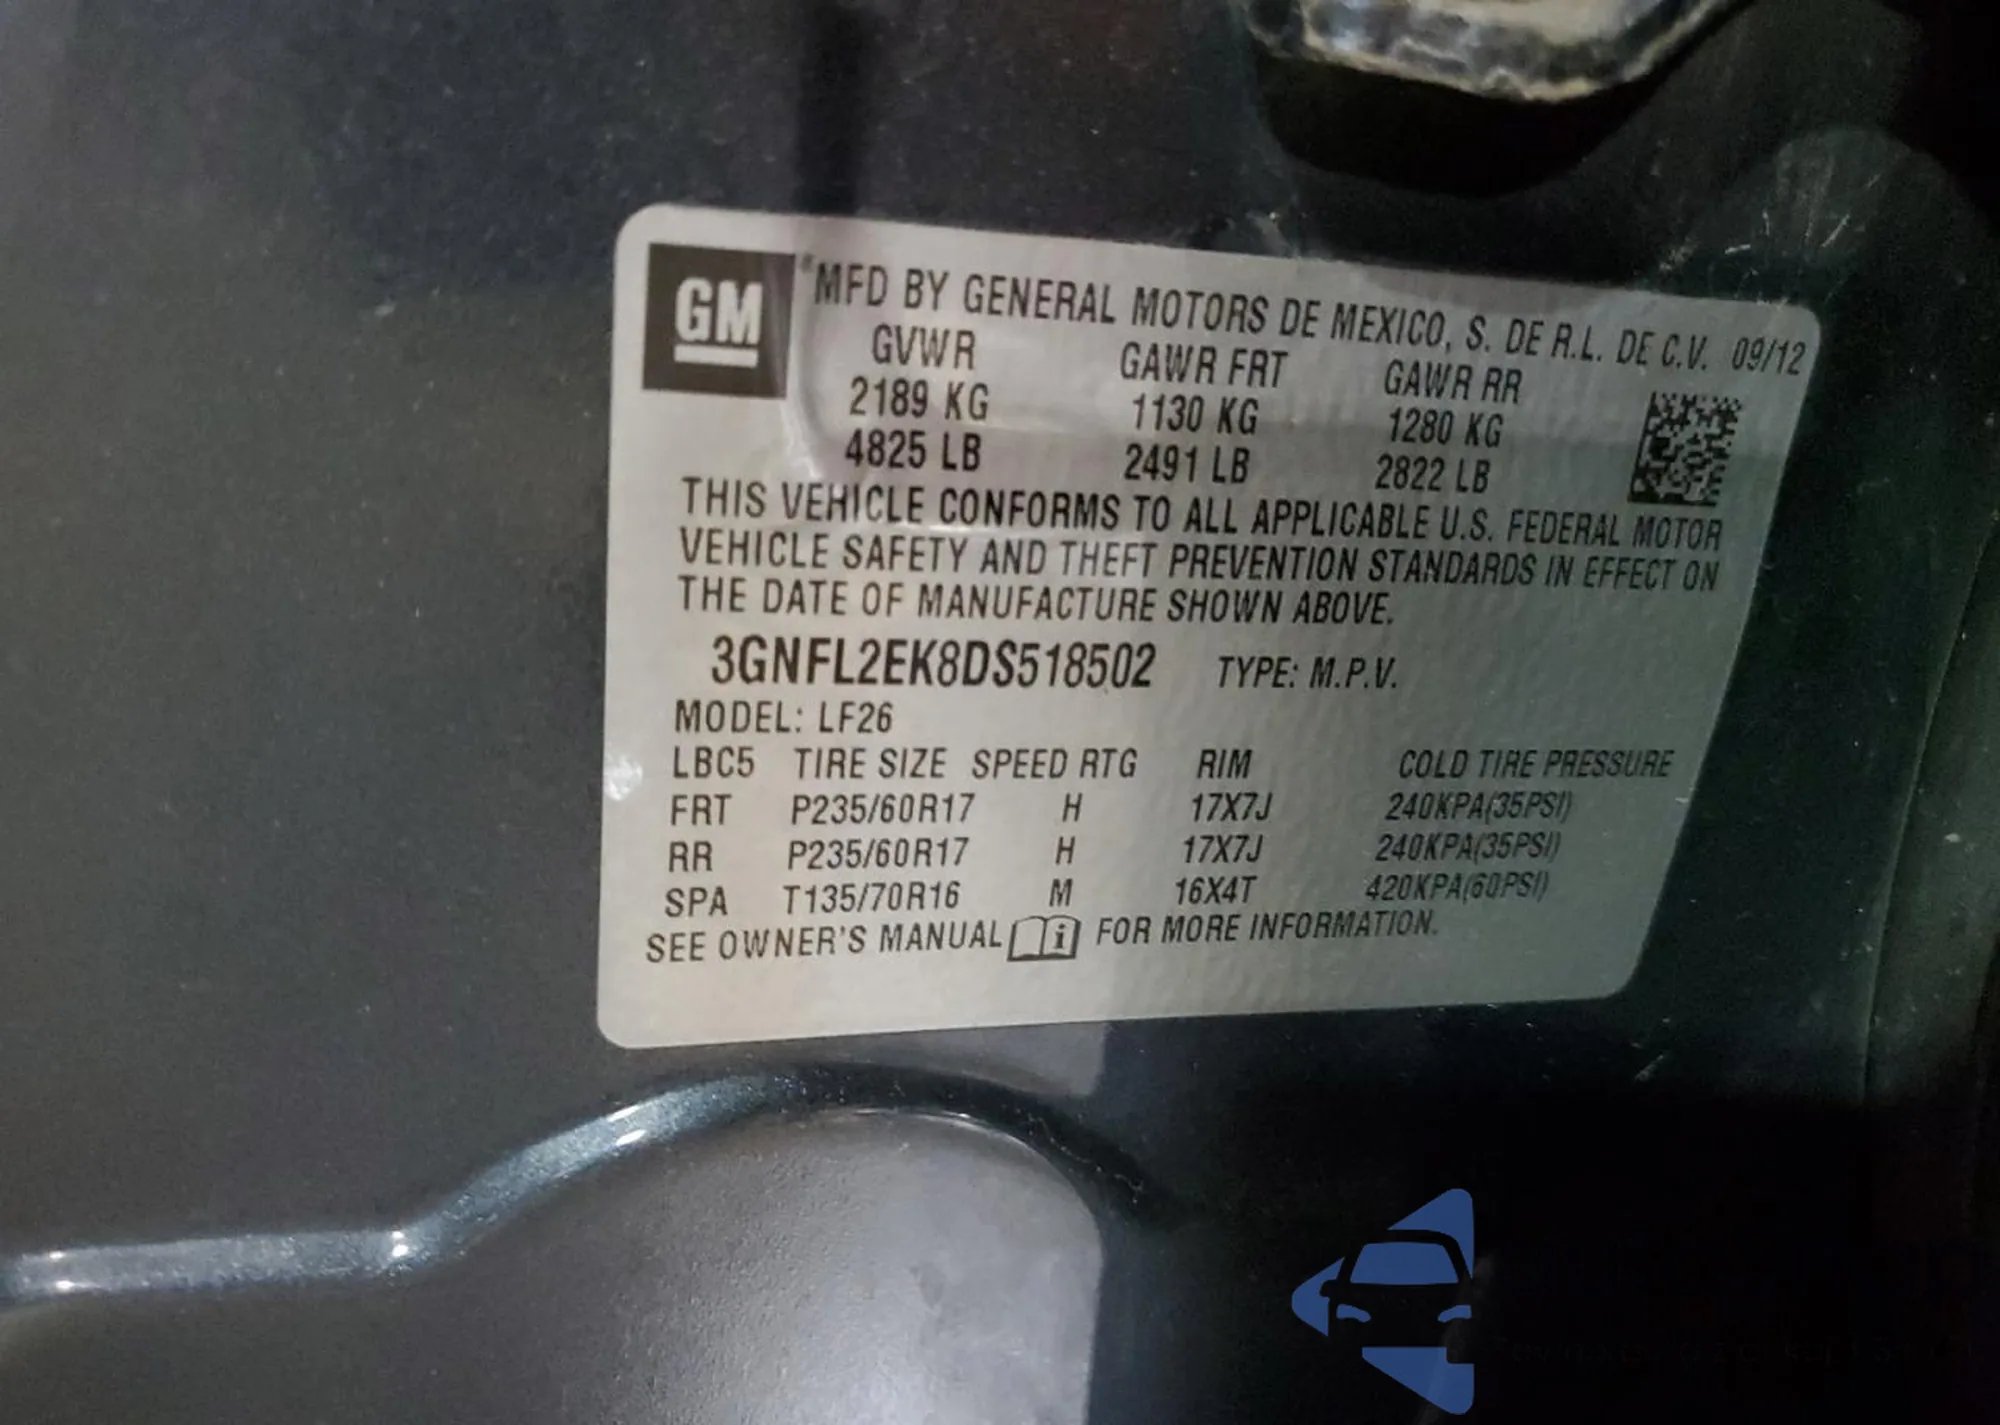 GM
*MFD BY GENERAL MOTORS DE MEXICO, S. DE R.L. DE C.V. 09/12
GVWR GAWR FRT GAWR RR
2189 KG 1130 KG 1280 KG
4825 LB 2491 LB 2822 LB
THIS VEHICLE CONFORMS TO ALL APPLICABLE U.S. FEDERAL MOTOR
VEHICLE SAFETY AND THEFT PREVENTION STANDARDS IN EFFECT ON
THE DATE OF MANUFACTURE SHOWN ABOVE.
3GNFL2EK8DS518502 TYPE: M.P.V.
MODEL: LF26
LBC5 TIRE SIZE SPEED RTG RIM COLD TIRE PRESSURE
FRT P235/60R17 H 17X7J 240KPA(35PSI)
RR P235/60R17 H 17X7J 240KPA(35PSI)
SPA T135/70R16 M 16X4T 420KPA(60PSI)
SEE OWNER'S MANUAL i FOR MORE INFORMATION.